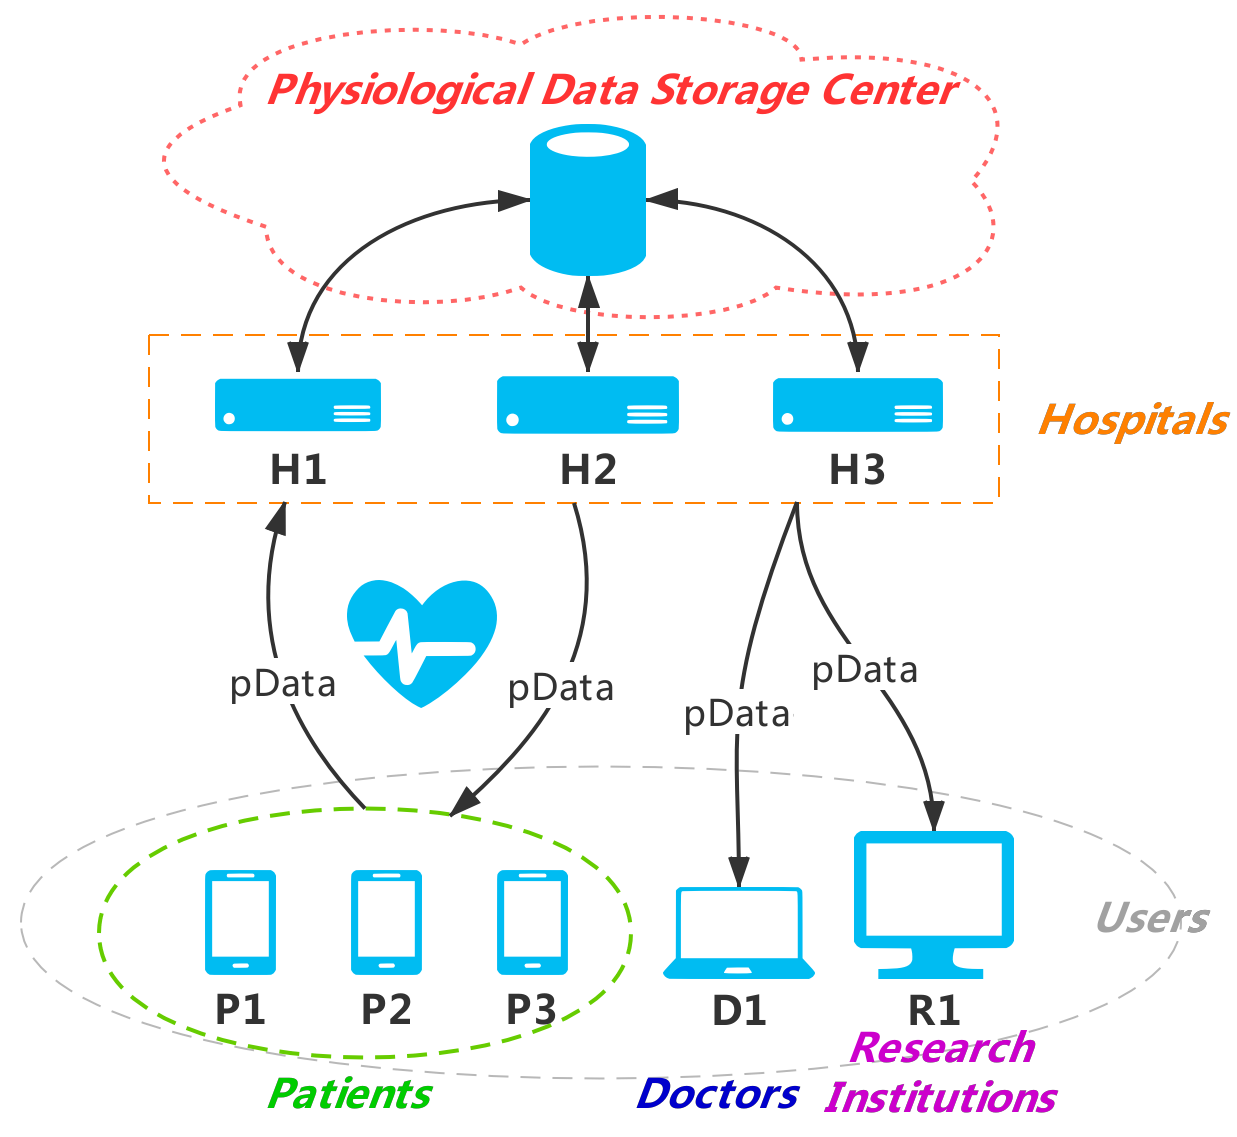 Physiological Data Storage Center
Hospitals
H1
H2
H3
pData
pData
pData
pData
Users
P1
P2
P3
D1
R1
Patients
Doctors
Research
Institutions